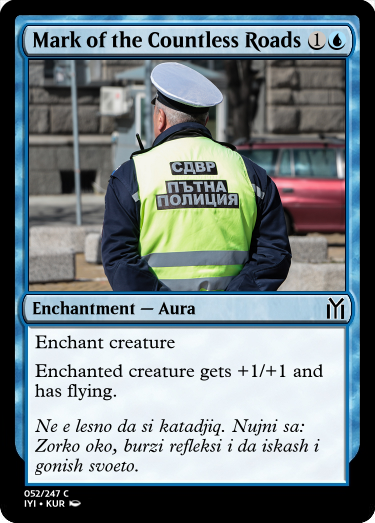 Mark of the Countless Roads 1
СДВР
ПЪТНА
ПОЛИЦИЯ
Enchantment — Aura
Enchant creature
Enchanted creature gets +1/+1 and
has flying.
Ne e lesno da si katadjiq. Nujni sa:
Zorko oko, burzi refleksi i da iskash i
gonish svoeto.
052/247 C
IYI • KUR